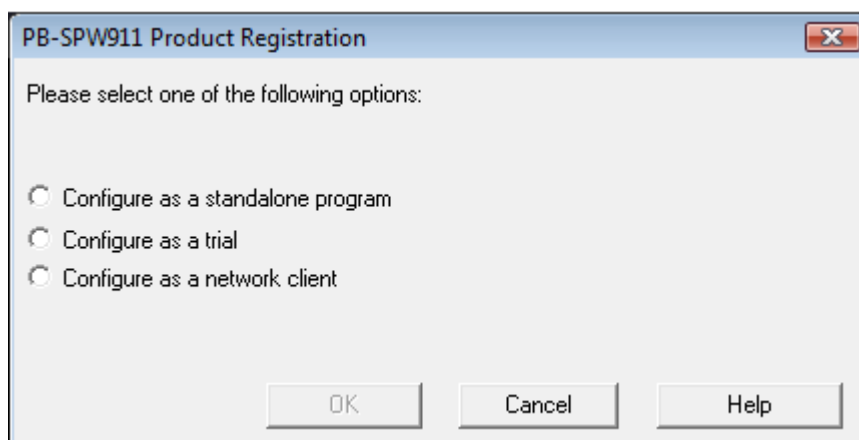 PB-SPW911 Product Registration
Please select one of the following options:
Configure as a standalone program
Configure as a trial
Configure as a network client
OK Cancel Help